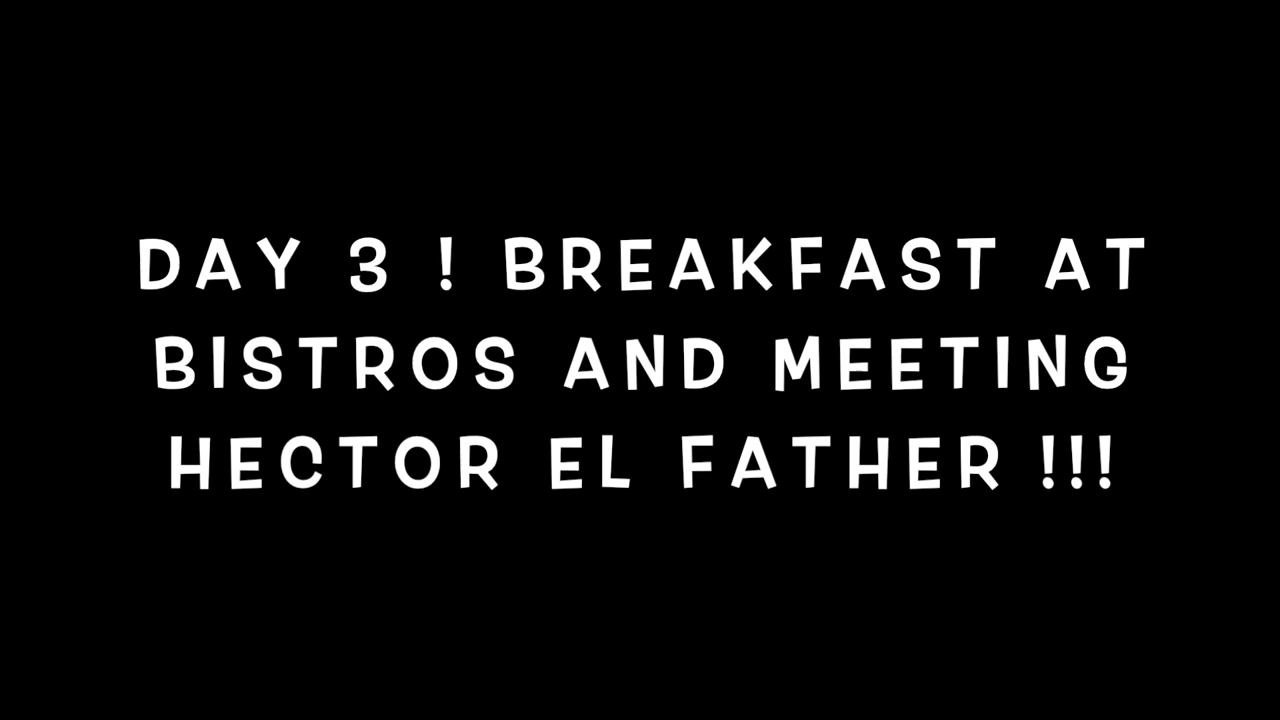 DAY 3 ! BREAKFAST AT
BISTROS AND MEETING
HECTOR EL FATHER !!!